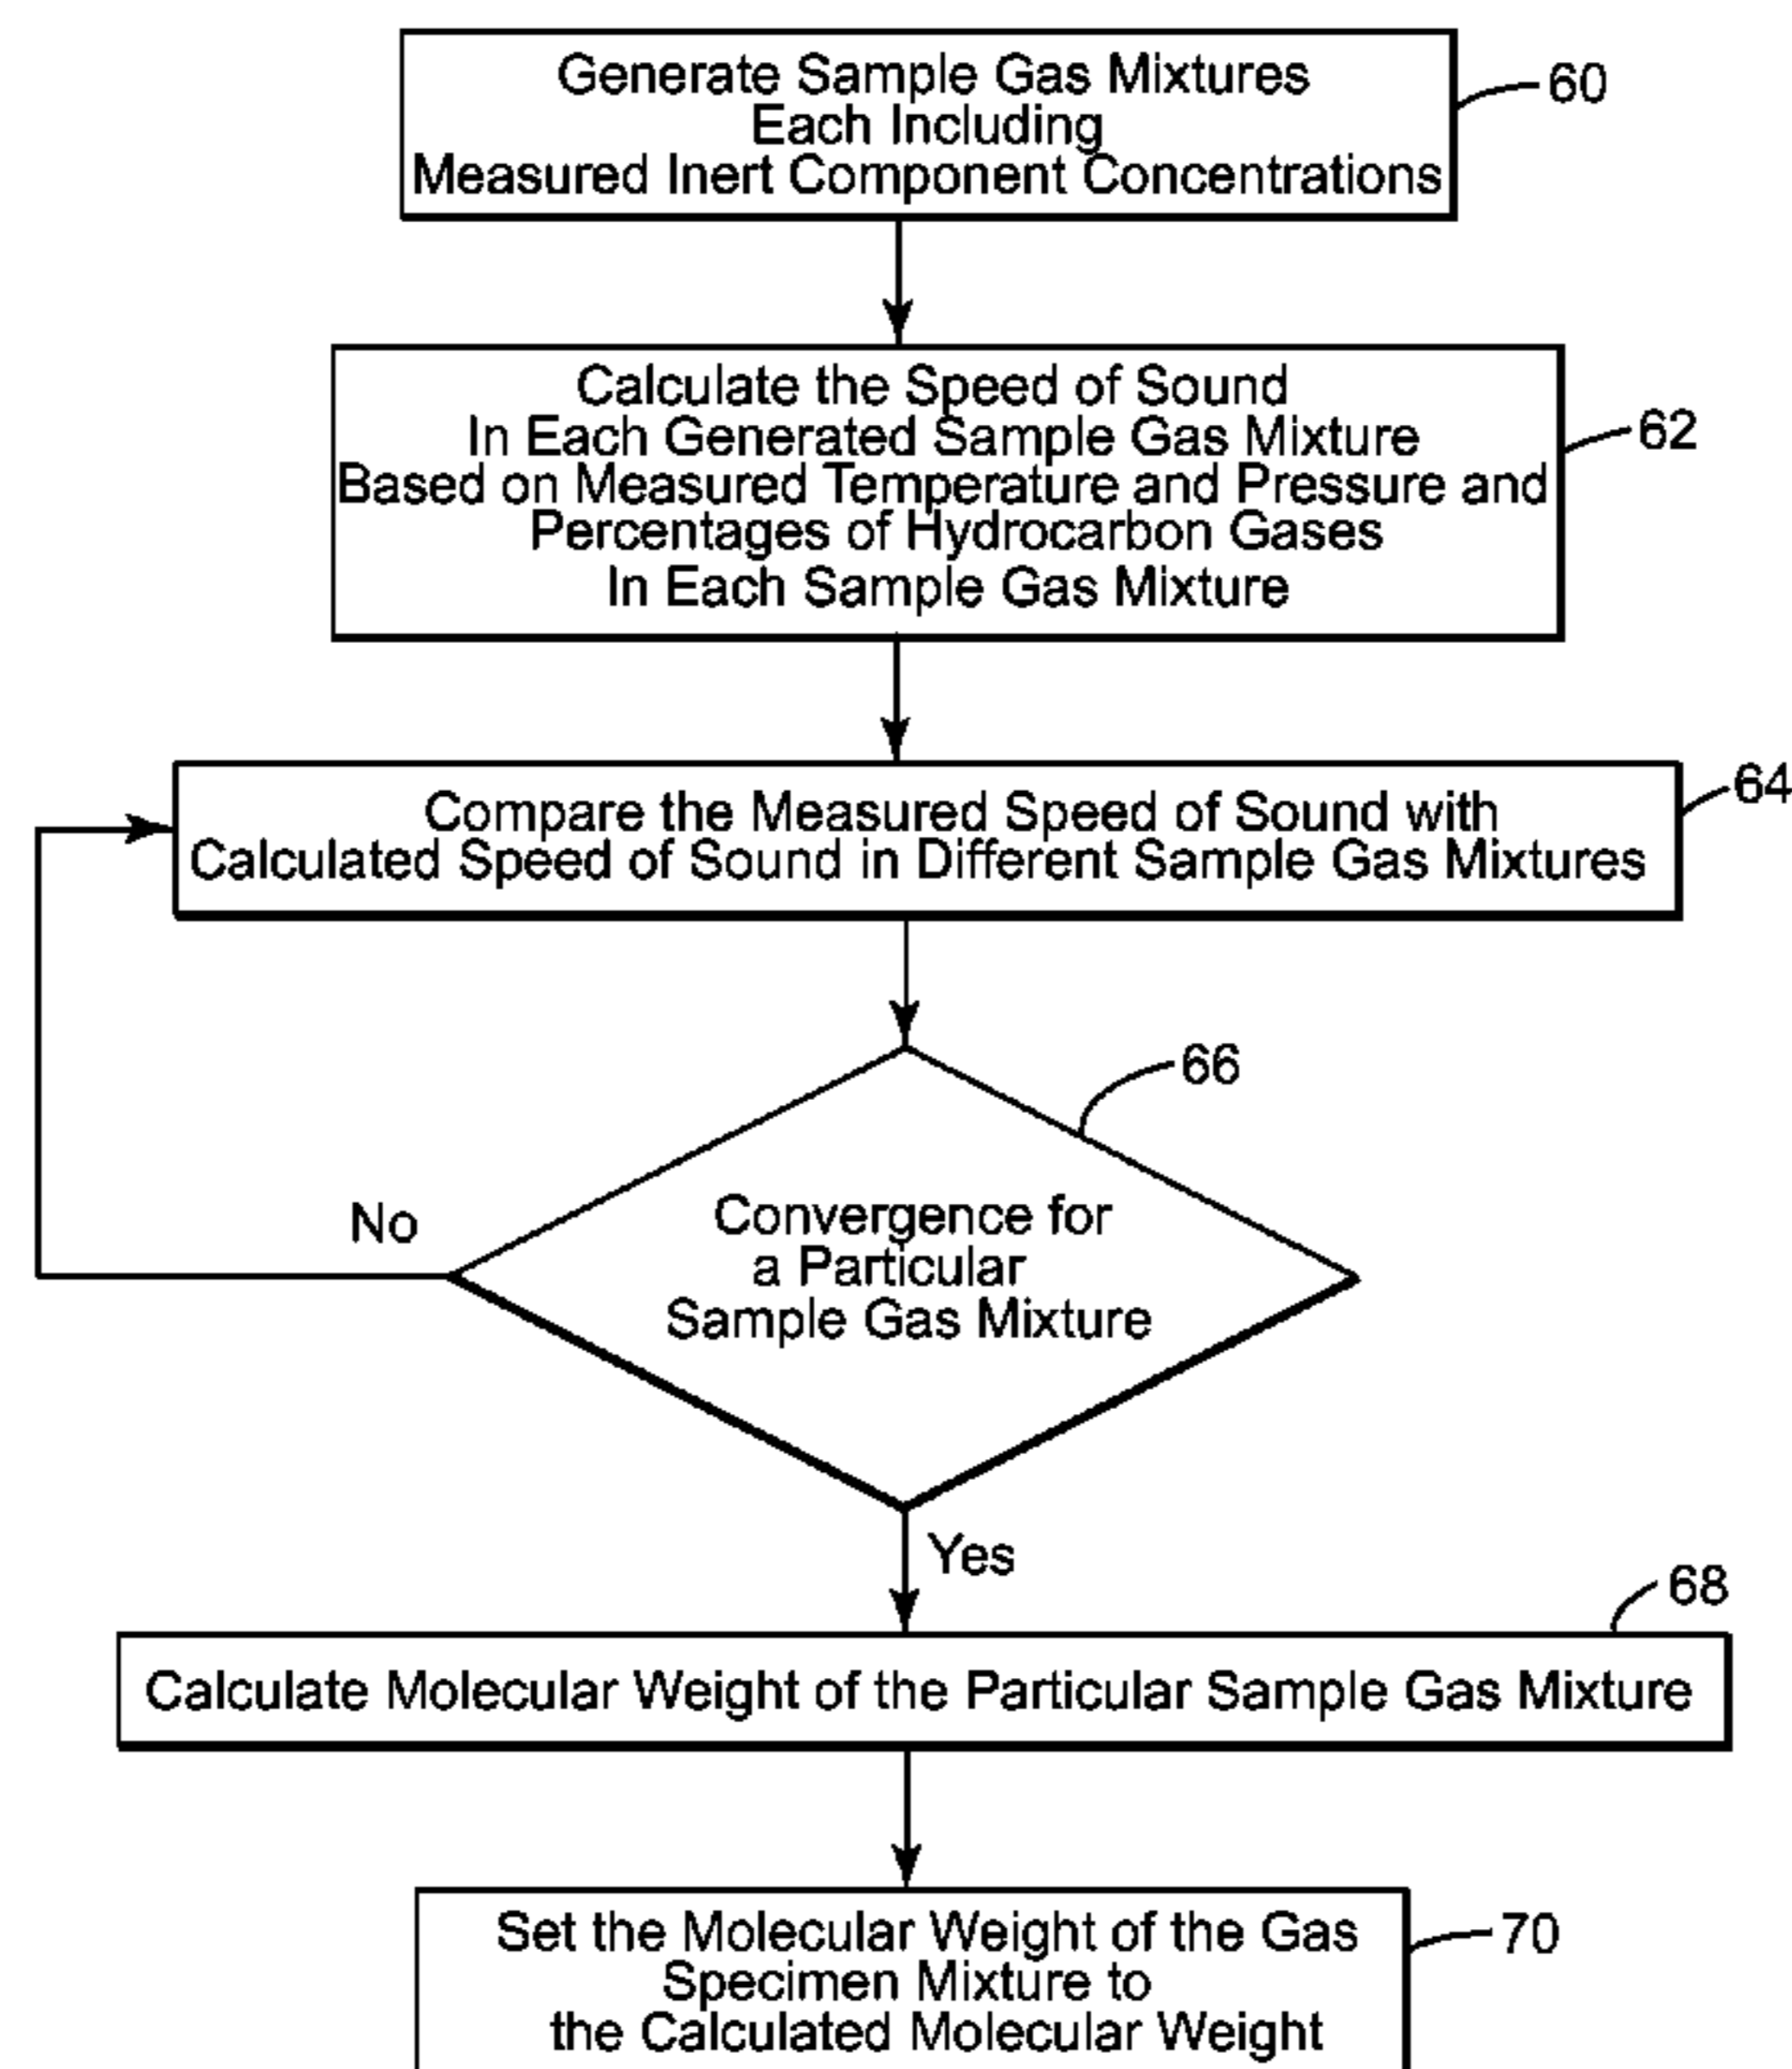 Generate Sample Gas Mixtures
Each Including
Measured Inert Component Concentrations
60
Calculate the Speed of Sound
In Each Generated Sample Gas Mixture
Based on Measured Temperature and Pressure and
Percentages of Hydrocarbon Gases
In Each Sample Gas Mixture
62
Compare the Measured Speed of Sound with
Calculated Speed of Sound in Different Sample Gas Mixtures
64
Convergence for
a Particular
Sample Gas Mixture
66
No
Yes
Calculate Molecular Weight of the Particular Sample Gas Mixture
68
Set the Molecular Weight of the Gas
Specimen Mixture to
the Calculated Molecular Weight
70